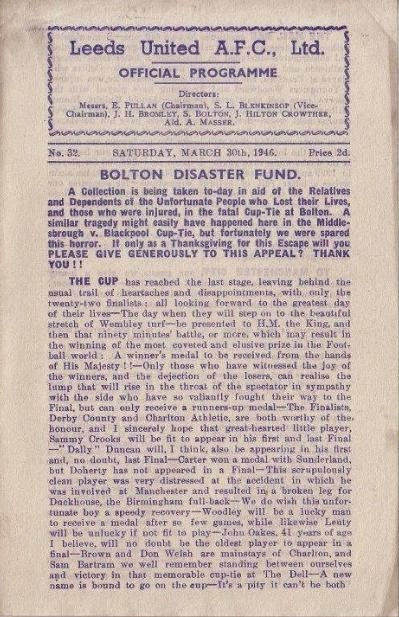 Leeds United A.F.C., Ltd.
OFFICIAL PROGRAMME
Directors:
Messrs, E. PULLAN (Chairman), S. L. BLENKINSOP (Vice-
Chairman), J. H. BROMLEY, S. BOLTON, J. HILTON CROWTHER,
Ald. A. MASSER.
No. 32. SATURDAY, MARCH 30th, 1946. Price 2d.
BOLTON DISASTER FUND.
A Collection is being taken to-day in aid of the Relatives
and Dependents of the Unfortunate People who Lost their Lives,
and those who were injured, in the fatal Cup-Tie at Bolton. A
similar tragedy might easily have happened here in the Middle-
sbrough v. Blackpool Cup-Tie, but fortunately we were spared
this horror. If only as a Thanksgiving for this Escape will you
PLEASE GIVE GENEROUSLY TO THIS APPEAL? THANK
YOU !!
THE CUP has reached the last stage, leaving behind the
usual trail of heartaches and disappointments, with only the
twenty-two finalists; all looking forward to the greatest day
of their lives—The day when they will step on to the beautiful
stretch of Wembley turf—be presented to H.M. the King, and
then that ninety minutes' battle, or more, which may result in
the winning of the most coveted and elusive prize in the Foot-
ball world: A winner's medal to be received from the hands
of His Majesty !!—Only those who have witnessed the joy of
the winners, and the dejection of the losers, can realise the
lump that will rise in the throat of the spectator in sympathy
with the side who have so valiantly fought their way to the
Final, but can only receive a runners-up medal—The Finalists,
Derby County and Charlton Athletic, are both worthy of the
honour, and I sincerely hope that great-hearted little player,
Sammy Crooks will be fit to appear in his first and last Final
—" Dally " Duncan will, I think, also be appearing in his first
and, no doubt, last Final—Carter won a medal with Sunderland,
but Doherty has not appeared in a Final—This scrupulously
clean player was very distressed at the accident in which he
was involved at Manchester and resulted in a broken leg for
Duckhouse, the Birmingham full-back—We do wish this unfor-
tunate boy a speedy recovery—Woodley will be a lucky man
to receive a medal after so few games, while likewise Leuty
will be unlucky if not fit to play—John Oakes, 41 years of age
I believe, will no doubt be the oldest player to appear in a
final—Brown and Don Welsh are mainstays of Charlton, and
Sam Bartram we well remember standing between ourselves
and victory in that memorable cup-tie at The Dell—A new
name is bound to go on the cup—It's a pity it can't be both